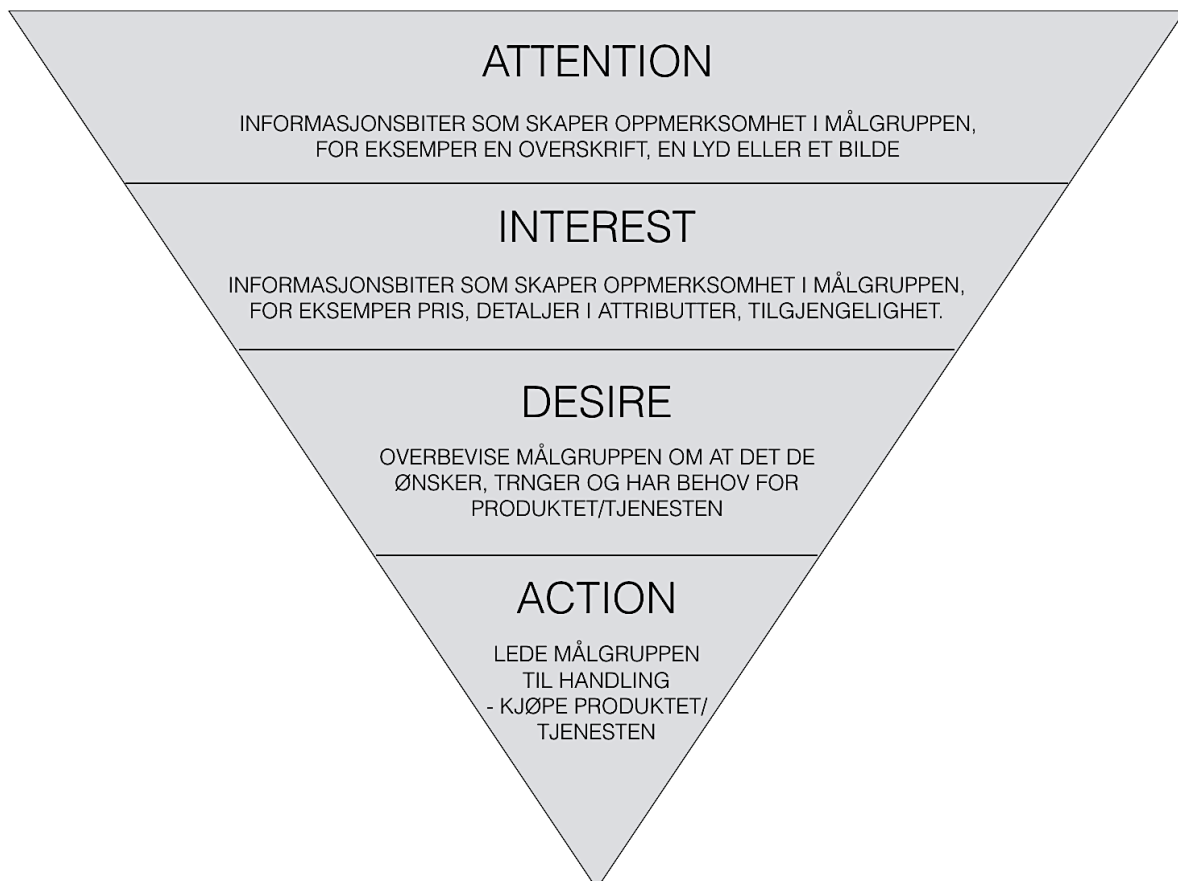 ATTENTION
INFORMASJONSBITER SOM SKAPER OPPMERKSOMHET I MÅLGRUPPEN,
FOR EKSEMPER EN OVERSKRIFT, EN LYD ELLER ET BILDE
INTEREST
INFORMASJONSBITER SOM SKAPER OPPMERKSOMHET I MÅLGRUPPEN,
FOR EKSEMPER PRIS, DETALJER I ATTRIBUTTER, TILGJENGELIGHET.
DESIRE
OVERBEVISE MÅLGRUPPEN OM AT DET DE
ØNSKER, TRNGER OG HAR BEHOV FOR
PRODUKTET/TJENESTEN
ACTION
LEDE MÅLGRUPPEN
TIL HANDLING
- KJØPE PRODUKTET/
TJENESTEN